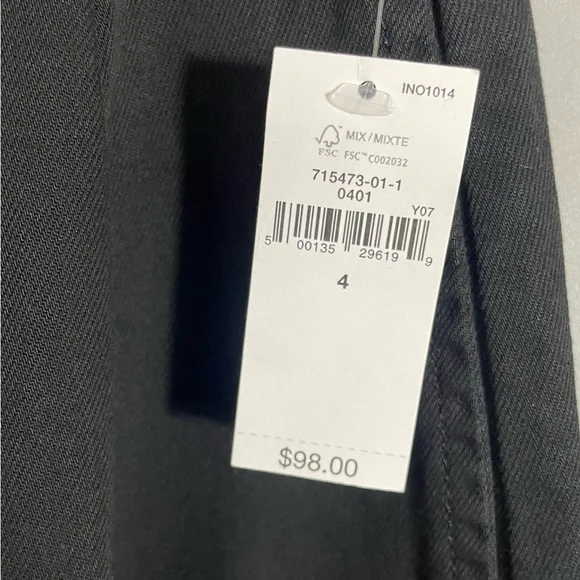 INO1014
MIX/MIXTE
FSC FSC™ C002032
715473-01-1
0401
Y07
5 00135 29619 9
4
$98.00